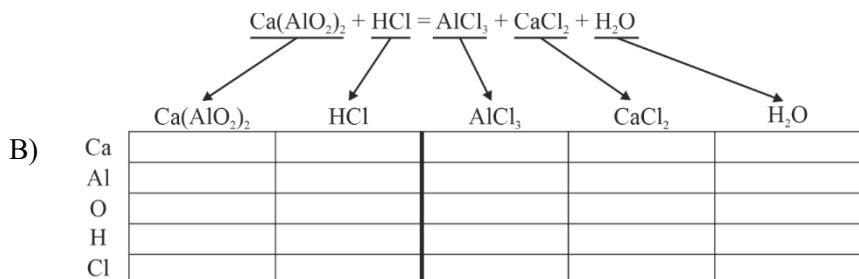 Ca(AlO₂)₂ + HCl = AlCl₃ + CaCl₂ + H₂O
Ca(AlO₂)₂ HCl AlCl₃ CaCl₂ H₂O
B)
Ca
Al
O
H
Cl